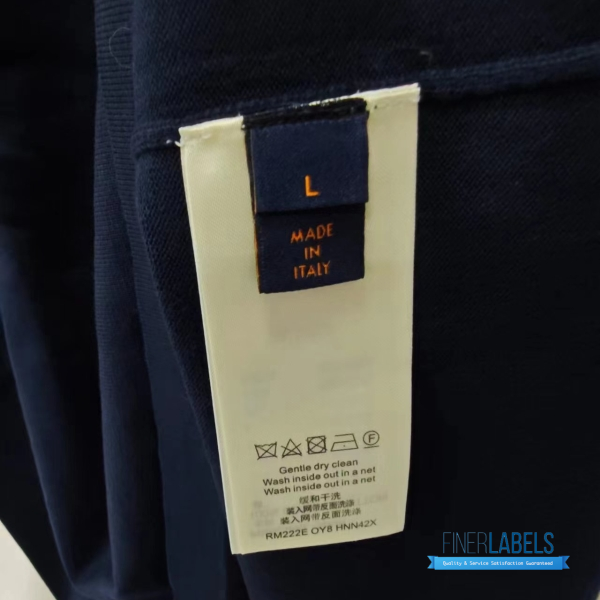 L
MADE
IN
ITALY
F
Gentle dry clean
Wash inside out in a net
Wash inside out in a net
缓和干洗
装入网带反面洗涤
装入网带反面洗涤
RM222E OY8 HNN42X
FINERLABELS
Quality & Service Satisfaction Guaranteed